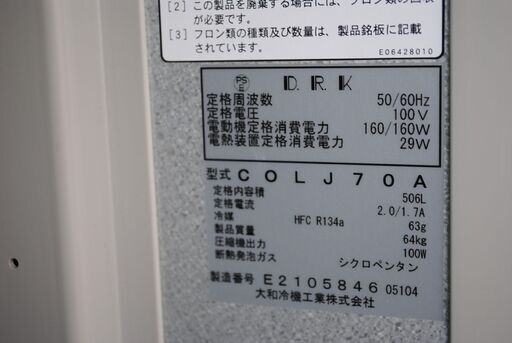 [2] この製品を廃棄する場合には、フロン類の回収
が必要です。
[3] フロン類の種類及び数量は、製品銘板に記載
されています。
E06428010
PS
E
D.R.K
定格周波数 50/60Hz
定格電圧 100V
電動機定格消費電力 160/160W
電熱装置定格消費電力 29W
型式 COLJ70A
定格内容積 506L
定格電流 2.0/1.7A
冷媒 HFC R134a 63g
製品質量 64kg
圧縮機出力 100W
断熱発泡ガス シクロペンタン
製造番号 E2105846 05104
大和冷機工業株式会社